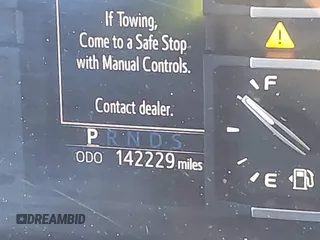 If Towing,
Come to a Safe Stop
with Manual Controls.
Contact dealer.
P R N D S
ODO 142229 miles
F
E
DREAMBID